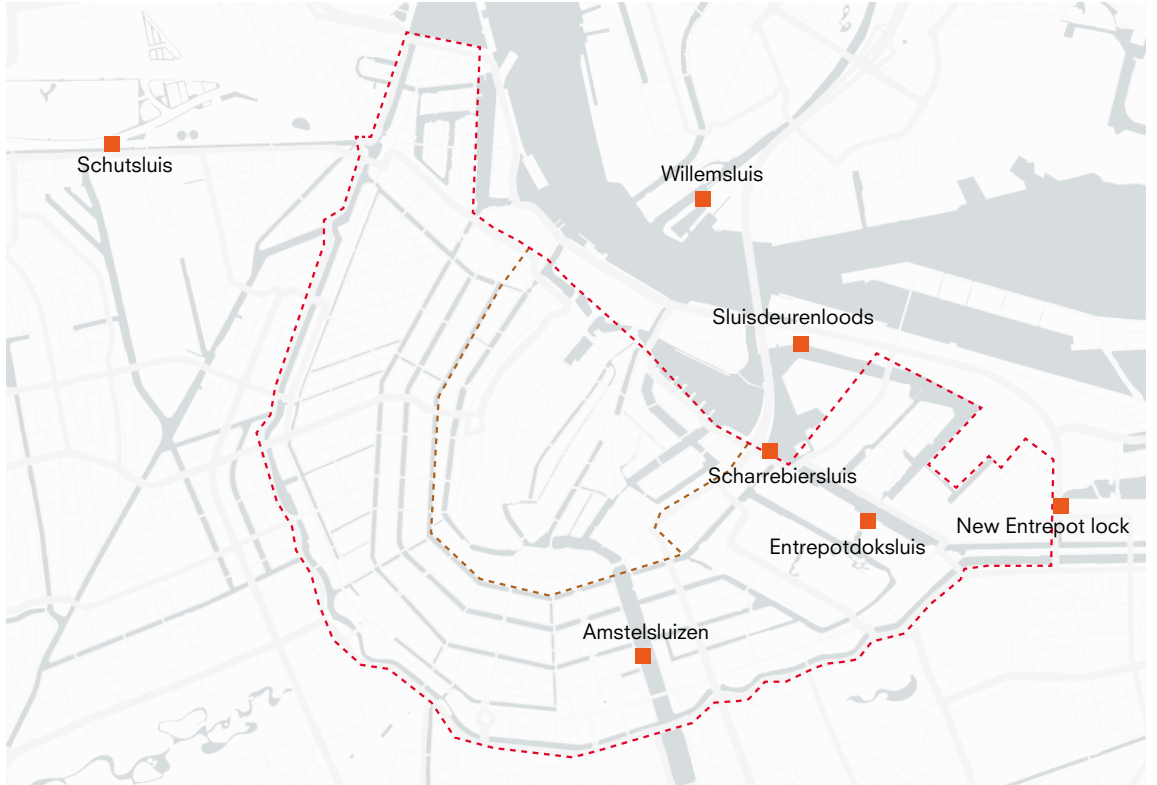 Schutsluis
Willemsluis
Sluisdeurenloods
Scharrebiersluis
New Entrepot lock
Entrepotdoksluis
Amstelsluizen